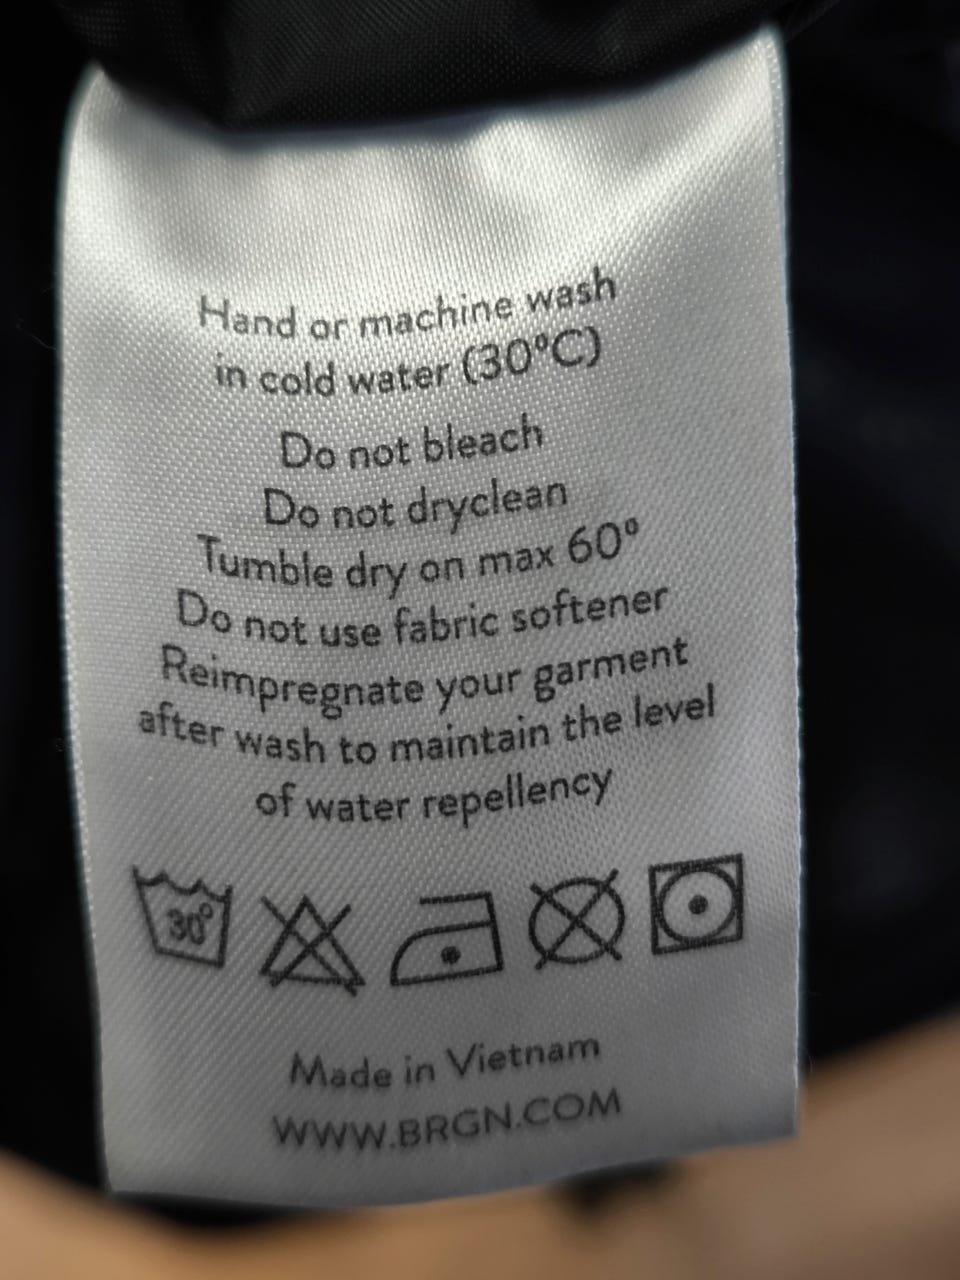 Hand or machine wash
in cold water (30°C)
Do not bleach
Do not dryclean
Tumble dry on max 60°
Do not use fabric softener
Reimpregnate your garment
after wash to maintain the level
of water repellency
30°
Made in Vietnam
WWW.BRGN.COM